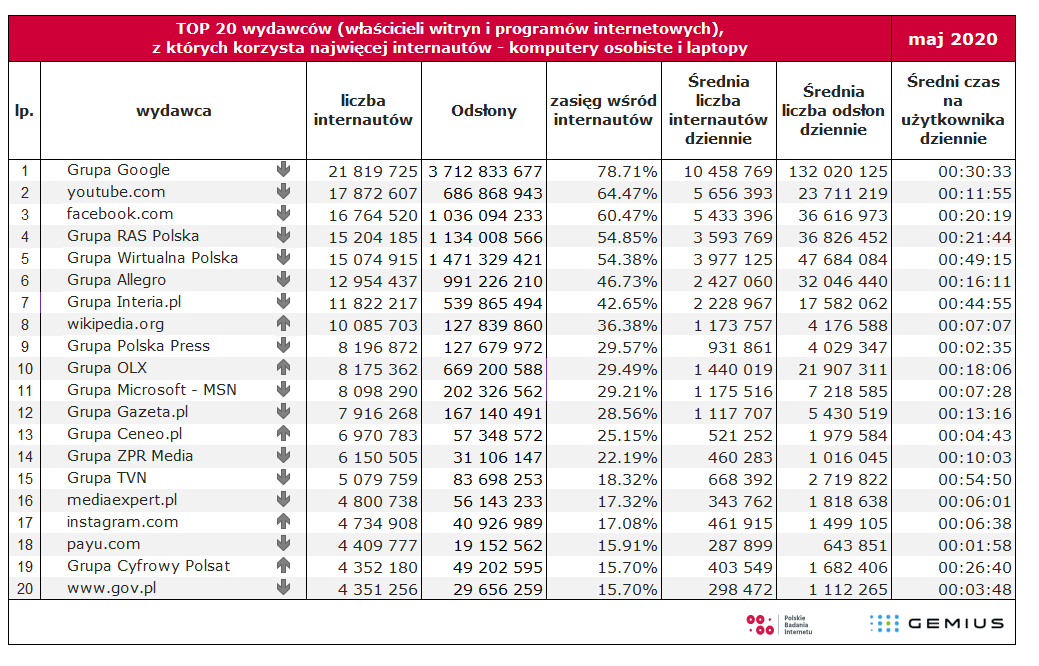 TOP 20 wydawców (właścicieli witryn i programów internetowych),
z których korzysta najwięcej internautów - komputery osobiste i laptopy
maj 2020
lp. wydawca liczba internautów Odsłony zasięg wśród internautów Średnia liczba internautów dziennie Średnia liczba odsłon dziennie Średni czas na użytkownika dziennie
1 Grupa Google 21 819 725 3 712 833 677 78.71% 10 458 769 132 020 125 00:30:33
2 youtube.com 17 872 607 686 868 943 64.47% 5 656 393 23 711 219 00:11:55
3 facebook.com 16 764 520 1 036 094 233 60.47% 5 433 396 36 616 973 00:20:19
4 Grupa RAS Polska 15 204 185 1 134 008 566 54.85% 3 593 769 36 826 452 00:21:44
5 Grupa Wirtualna Polska 15 074 915 1 471 329 421 54.38% 3 977 125 47 684 084 00:49:15
6 Grupa Allegro 12 954 437 991 226 210 46.73% 2 427 060 32 046 440 00:16:11
7 Grupa Interia.pl 11 822 217 539 865 494 42.65% 2 228 967 17 582 062 00:44:55
8 wikipedia.org 10 085 703 127 839 860 36.38% 1 173 757 4 176 588 00:07:07
9 Grupa Polska Press 8 196 872 127 679 972 29.57% 931 861 4 029 347 00:02:35
10 Grupa OLX 8 175 362 669 200 588 29.49% 1 440 019 21 907 311 00:18:06
11 Grupa Microsoft - MSN 8 098 290 202 326 562 29.21% 1 175 516 7 218 585 00:07:28
12 Grupa Gazeta.pl 7 916 268 167 140 491 28.56% 1 117 707 5 430 519 00:13:16
13 Grupa Ceneo.pl 6 970 783 57 348 572 25.15% 521 252 1 979 584 00:04:43
14 Grupa ZPR Media 6 150 505 31 106 147 22.19% 460 283 1 016 045 00:10:03
15 Grupa TVN 5 079 759 83 698 253 18.32% 668 392 2 719 822 00:54:50
16 mediaexpert.pl 4 800 738 56 143 233 17.32% 343 762 1 818 638 00:06:01
17 instagram.com 4 734 908 40 926 989 17.08% 461 915 1 499 105 00:06:38
18 payu.com 4 409 777 19 152 562 15.91% 287 899 643 851 00:01:58
19 Grupa Cyfrowy Polsat 4 352 180 49 202 595 15.70% 403 549 1 682 406 00:26:40
20 www.gov.pl 4 351 256 29 656 259 15.70% 298 472 1 112 265 00:03:48
Polskie
Badania
Internetu
GEMIUS